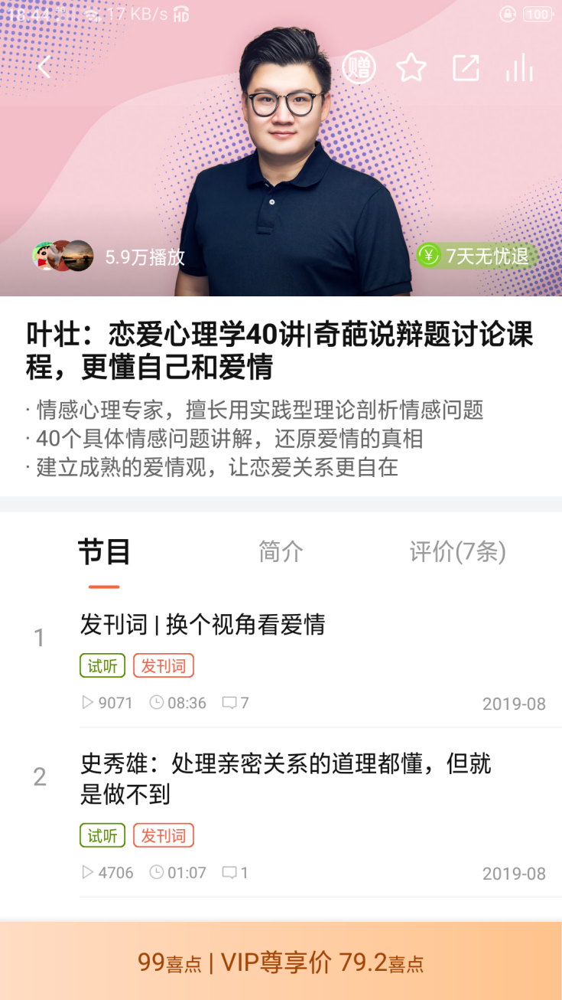 18:44
17 KB/s
HD
100
赠
5.9万播放
7天无忧退
叶壮：恋爱心理学40讲|奇葩说辩题讨论课
程，更懂自己和爱情
· 情感心理专家，擅长用实践型理论剖析情感问题
· 40个具体情感问题讲解，还原爱情的真相
· 建立成熟的爱情观，让恋爱关系更自在
节目
简介
评价(7条)
1
发刊词 | 换个视角看爱情
试听
发刊词
9071
08:36
7
2019-08
2
史秀雄：处理亲密关系的道理都懂，但就
是做不到
试听
发刊词
4706
01:07
1
2019-08
99喜点 | VIP尊享价 79.2喜点